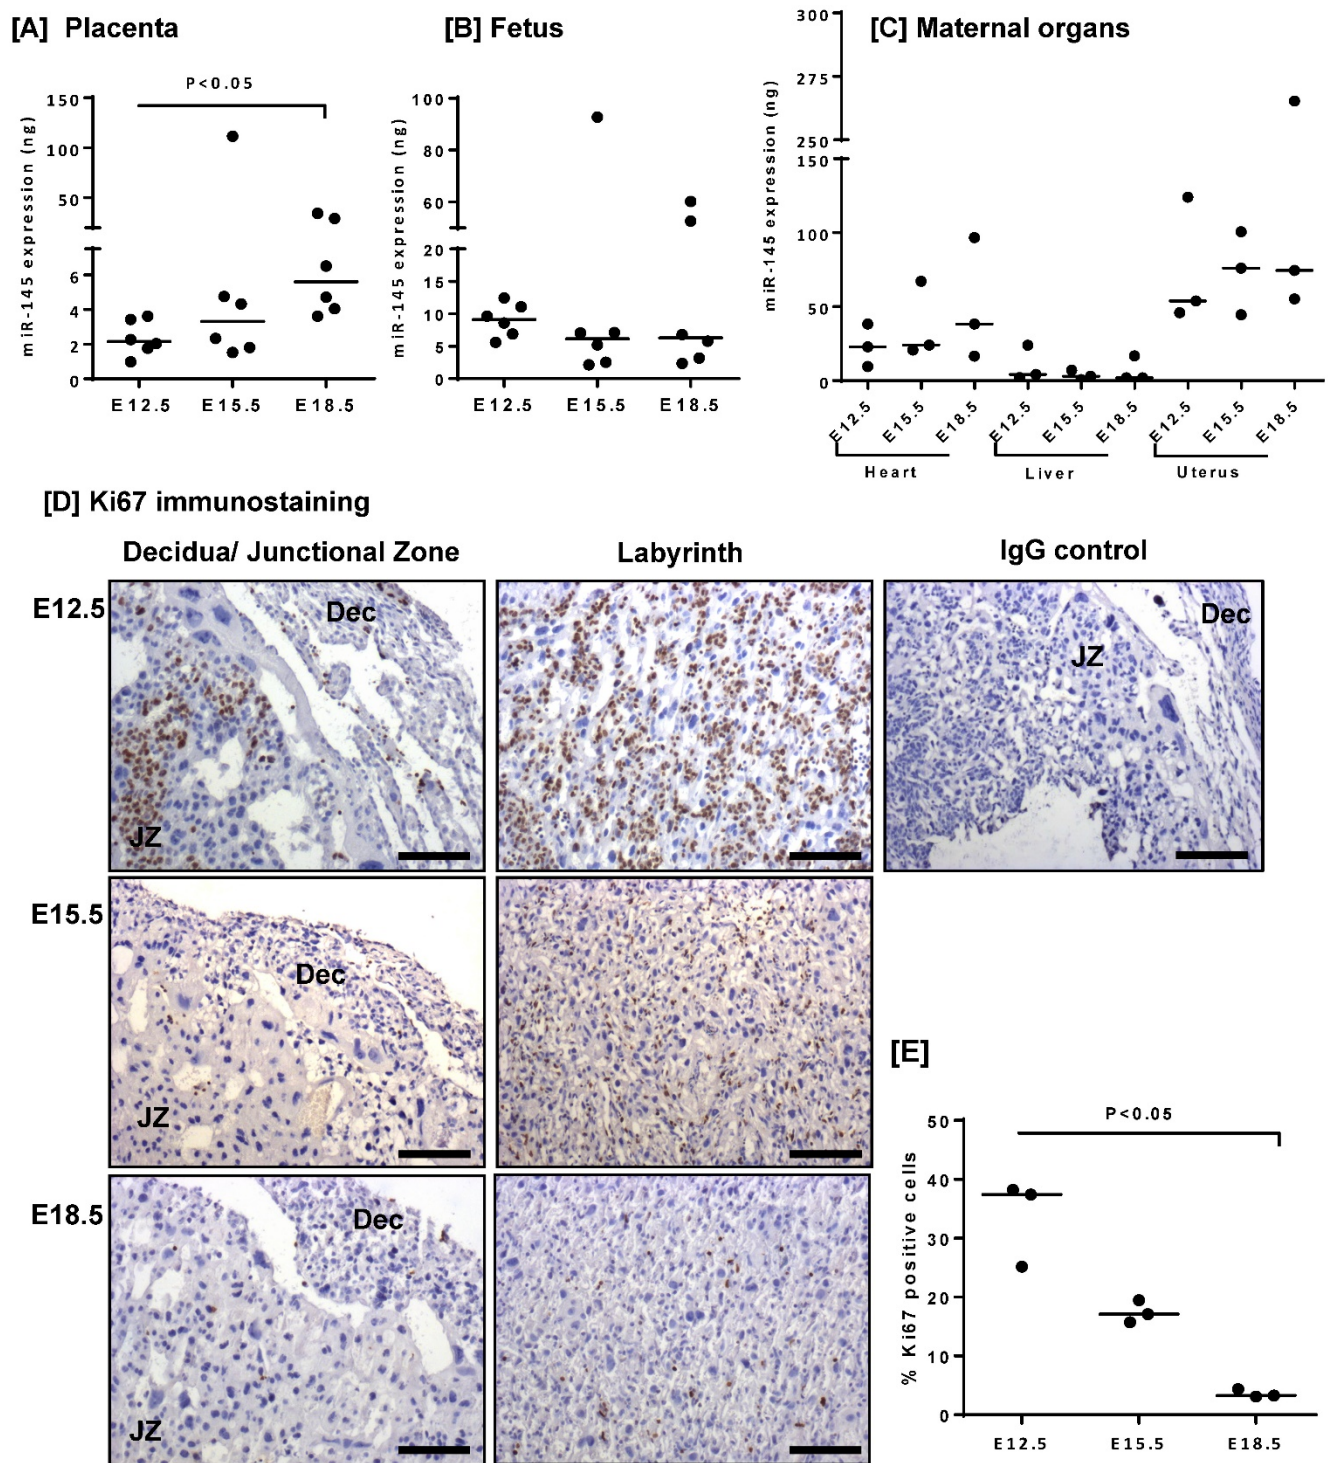 [A] Placenta
[B] Fetus
[C] Maternal organs
P<0.05
miR-145 expression (ng)
150
100
50
6
4
2
0
E12.5 E15.5 E18.5
miR-145 expression (ng)
100
80
60
40
20
15
10
5
0
E12.5 E15.5 E18.5
miR-145 expression (ng)
300
275
250
150
100
50
0
E12.5 E15.5 E18.5 E12.5 E15.5 E18.5 E12.5 E15.5 E18.5
Heart Liver Uterus
[D] Ki67 immunostaining
Decidua/ Junctional Zone Labyrinth IgG control
E12.5
Dec
JZ
Dec
JZ
E15.5
Dec
JZ
E18.5
Dec
JZ
[E]
P<0.05
% Ki67 positive cells
50
40
30
20
10
0
E12.5 E15.5 E18.5